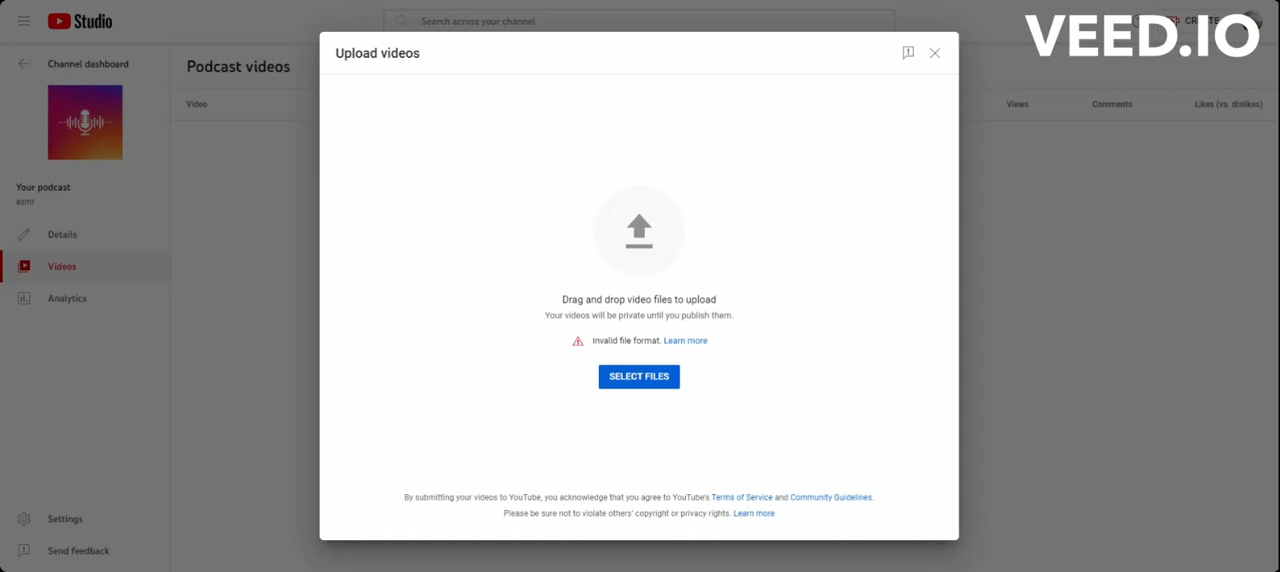 Studio
Search across your channel
VEED.IO
Upload videos
Channel dashboard
Podcast videos
Video
Views
Comments
Likes (vs. dislikes)
Your podcast
asmr
Details
Videos
Analytics
Drag and drop video files to upload
Your videos will be private until you publish them.
Invalid file format. Learn more
SELECT FILES
By submitting your videos to YouTube, you acknowledge that you agree to YouTube's Terms of Service and Community Guidelines.
Please be sure not to violate others' copyright or privacy rights. Learn more
Settings
Send feedback